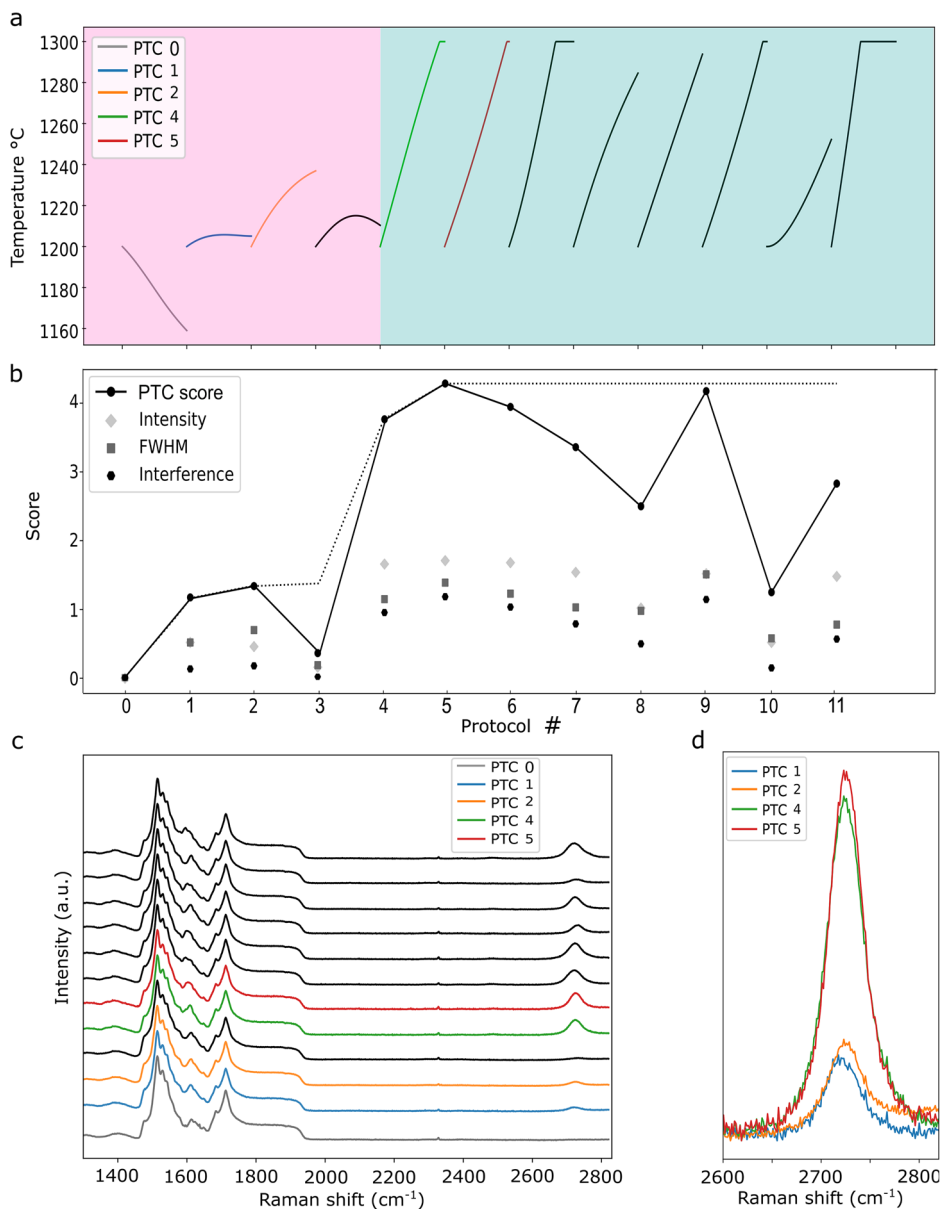 a
1300
1280
1260
1240
1220
1200
1180
1160
Temperature °C
PTC 0
PTC 1
PTC 2
PTC 4
PTC 5
b
4
3
2
1
0
Score
PTC score
Intensity
FWHM
Interference
0 1 2 3 4 5 6 7 8 9 10 11
Protocol #
c
Intensity (a.u.)
PTC 0
PTC 1
PTC 2
PTC 4
PTC 5
1400 1600 1800 2000 2200 2400 2600 2800
Raman shift (cm⁻¹)
d
PTC 1
PTC 2
PTC 4
PTC 5
2600 2700 2800
Raman shift (cm⁻¹)